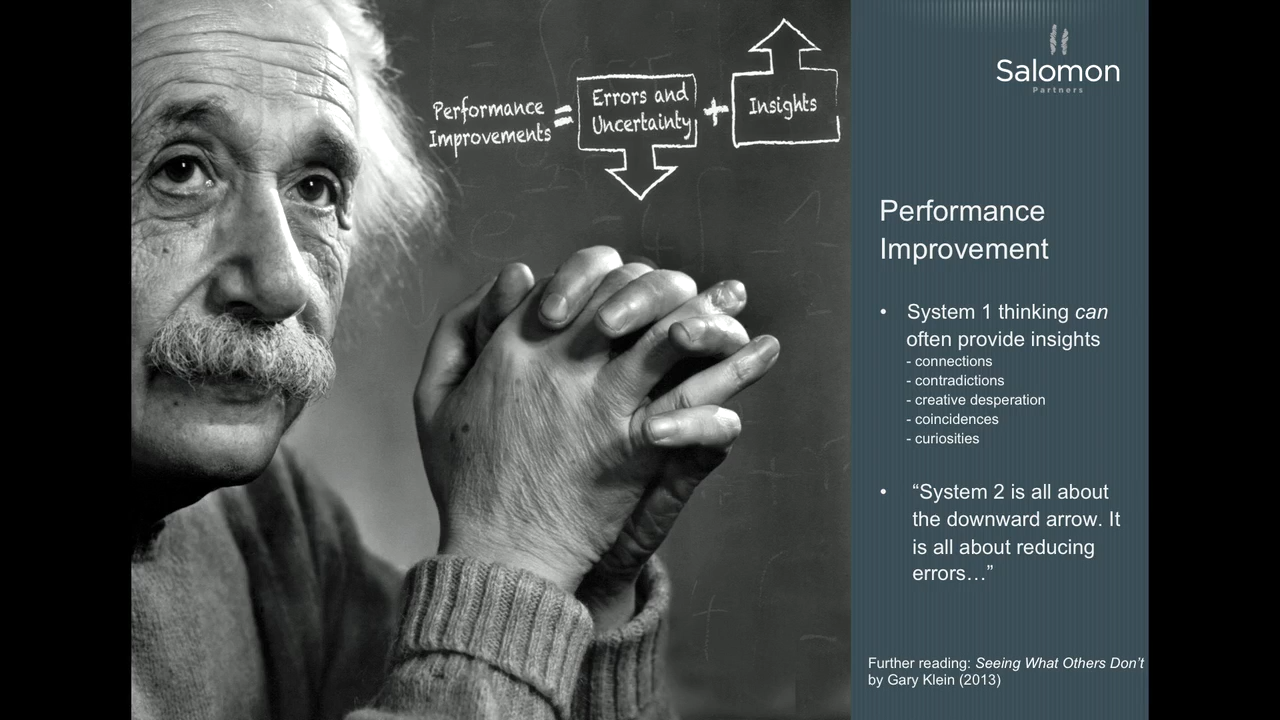 Performance
Improvements
=
Errors and
Uncertainty
+
Insights
Salomon
Partners
Performance
Improvement
• System 1 thinking can
often provide insights
- connections
- contradictions
- creative desperation
- coincidences
- curiosities
• “System 2 is all about
the downward arrow. It
is all about reducing
errors…”
Further reading: Seeing What Others Don’t
by Gary Klein (2013)